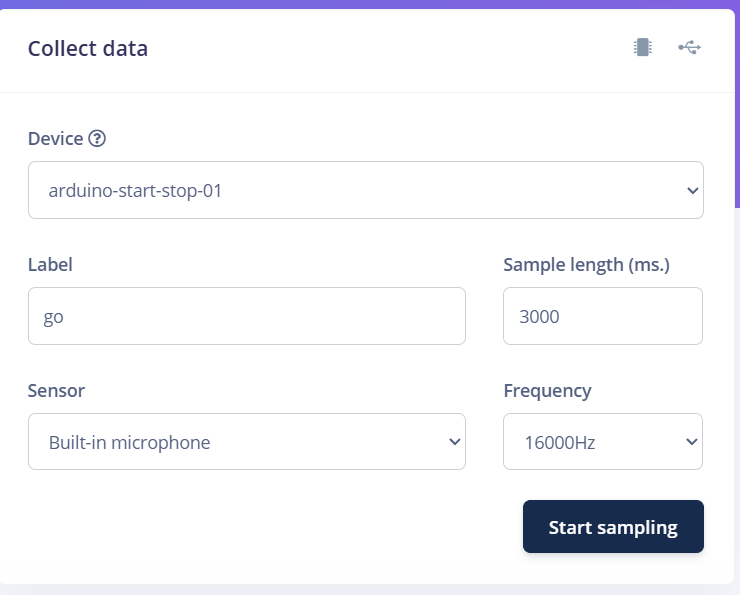 Collect data
Device ?
arduino-start-stop-01
Label
Sample length (ms.)
go
3000
Sensor
Frequency
Built-in microphone
16000Hz
Start sampling